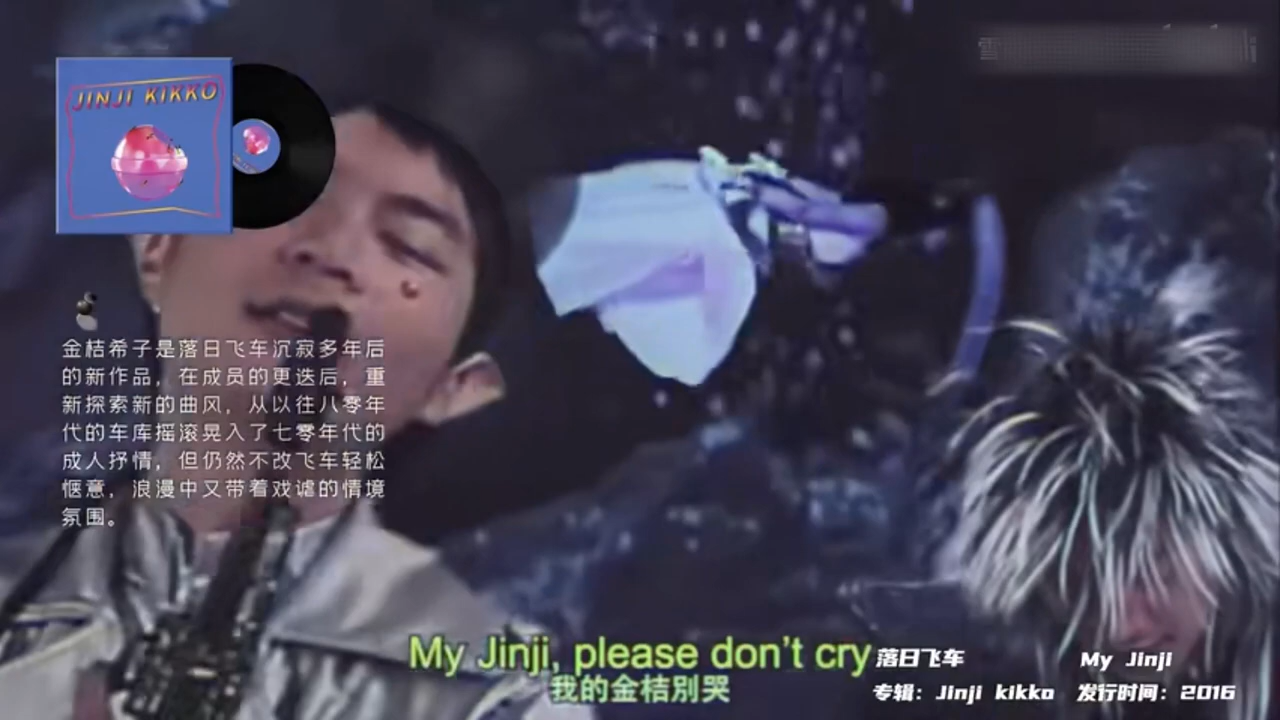 JINJI KIKKO
金桔希子是落日飞车沉寂多年后
的新作品，在成员的更迭后，重
新探索新的曲风，从以往八零年
代的车库摇滚晃入了七零年代的
成人抒情，但仍然不改飞车轻松
惬意，浪漫中又带着戏谑的情境
氛围。
My Jinji, please don't cry
我的金桔別哭
落日飞车 My Jinji
专辑：Jinji kikko 发行时间：2016